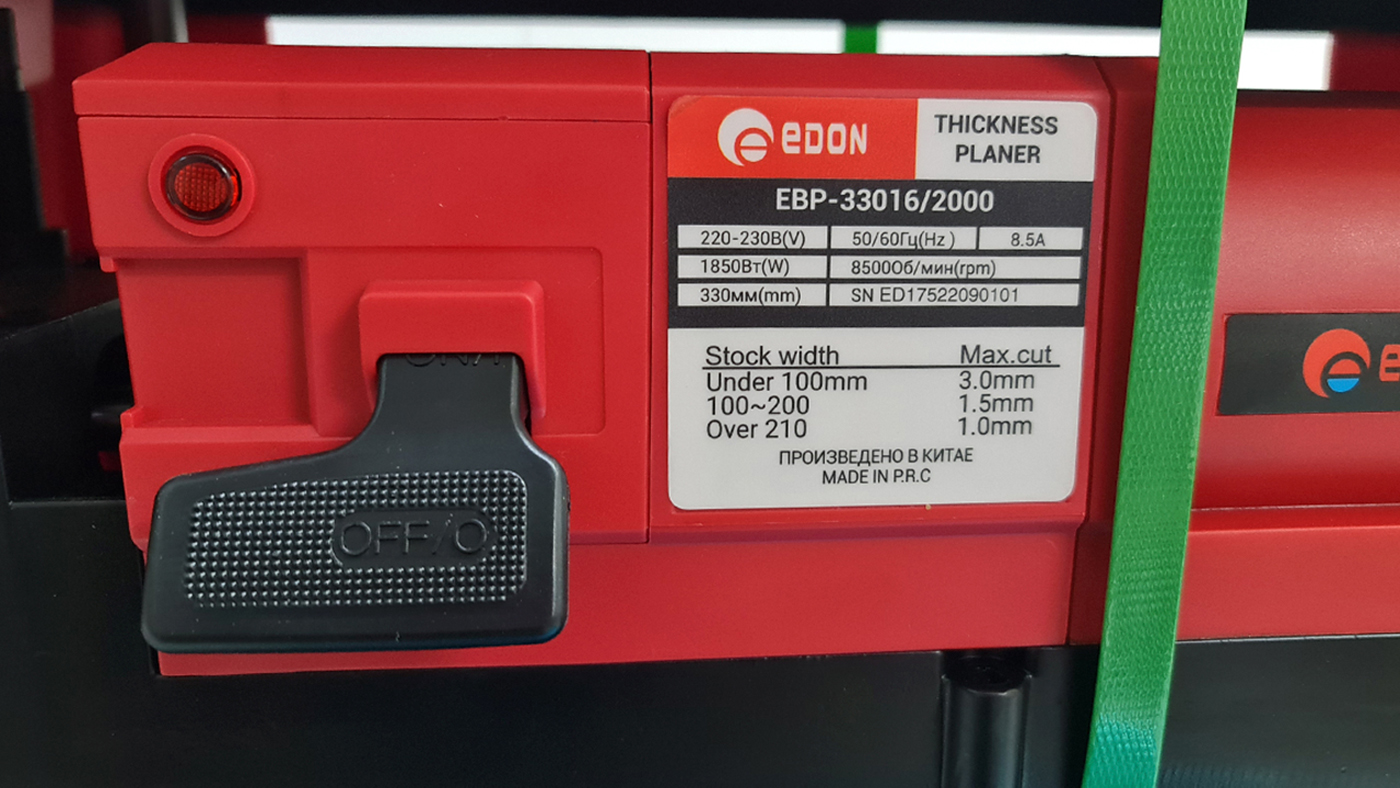 eDON
THICKNESS
PLANER
EBP-33016/2000
220-230В(V) 50/60Гц(Hz) 8.5A
1850Вт(W) 8500Об/мин(rpm)
330мм(mm) SN ED17522090101
Stock width Max.cut
Under 100mm 3.0mm
100~200 1.5mm
Over 210 1.0mm
ПРОИЗВЕДЕНО В КИТАЕ
MADE IN P.R.C
OFF/O